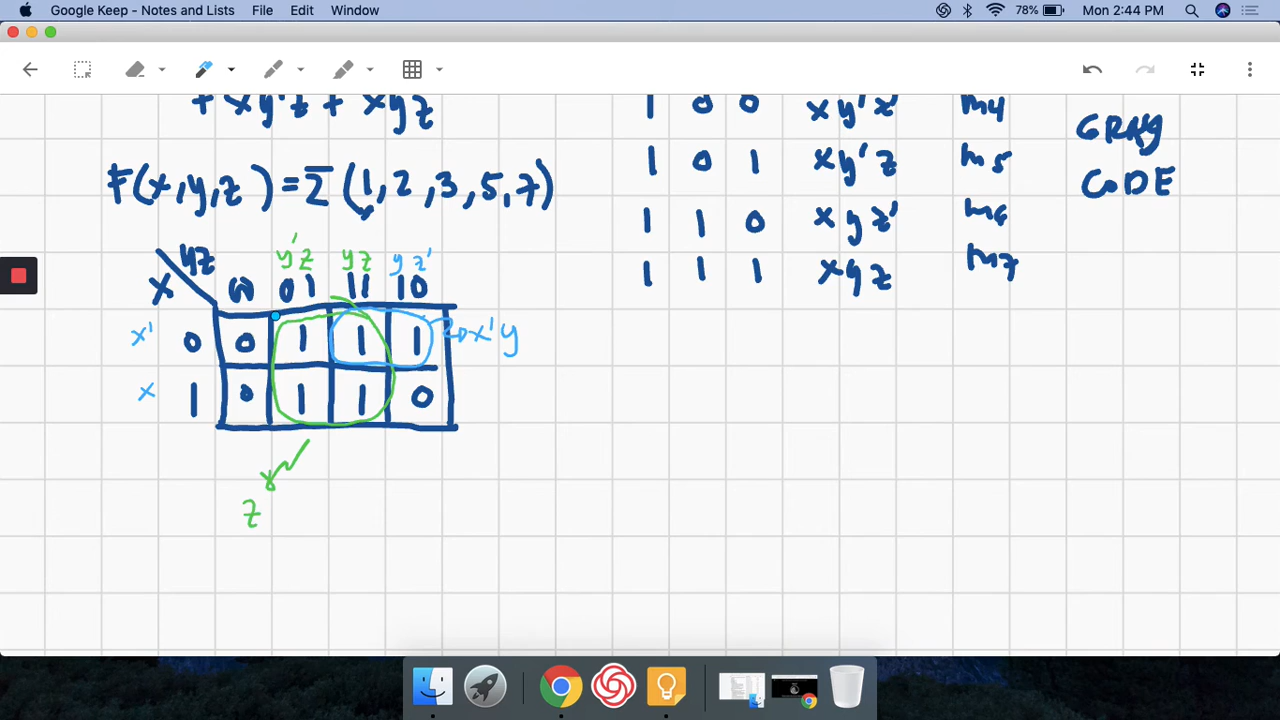 Google Keep - Notes and Lists File Edit Window 78% Mon 2:44 PM
+ xy'z + xyz
F(x,y,z) = Σ(1,2,3,5,7)
1 0 0 xy'z' m4
1 0 1 xy'z m5
1 1 0 xyz' m6
1 1 1 xyz m7
GRAY
CODE
y'z yz yz'
yz
x 00 01 11 10
x' 0 0 1 1 1 → x'y
x 1 0 1 1 0
z